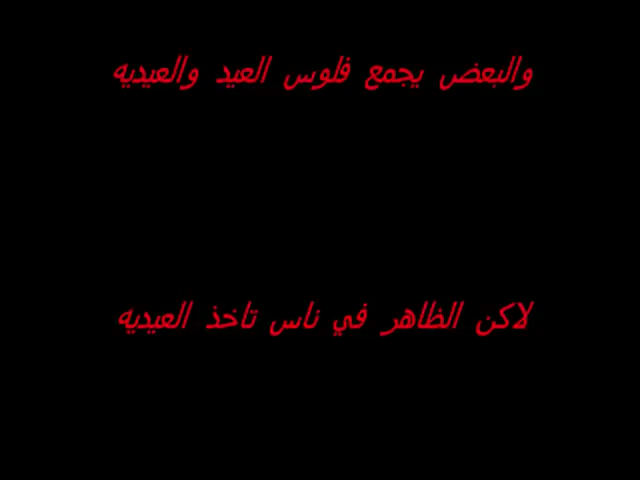 والبعض يجمع فلوس العيد والعيديه
لاكن الظاهر في ناس تاخذ العيديه